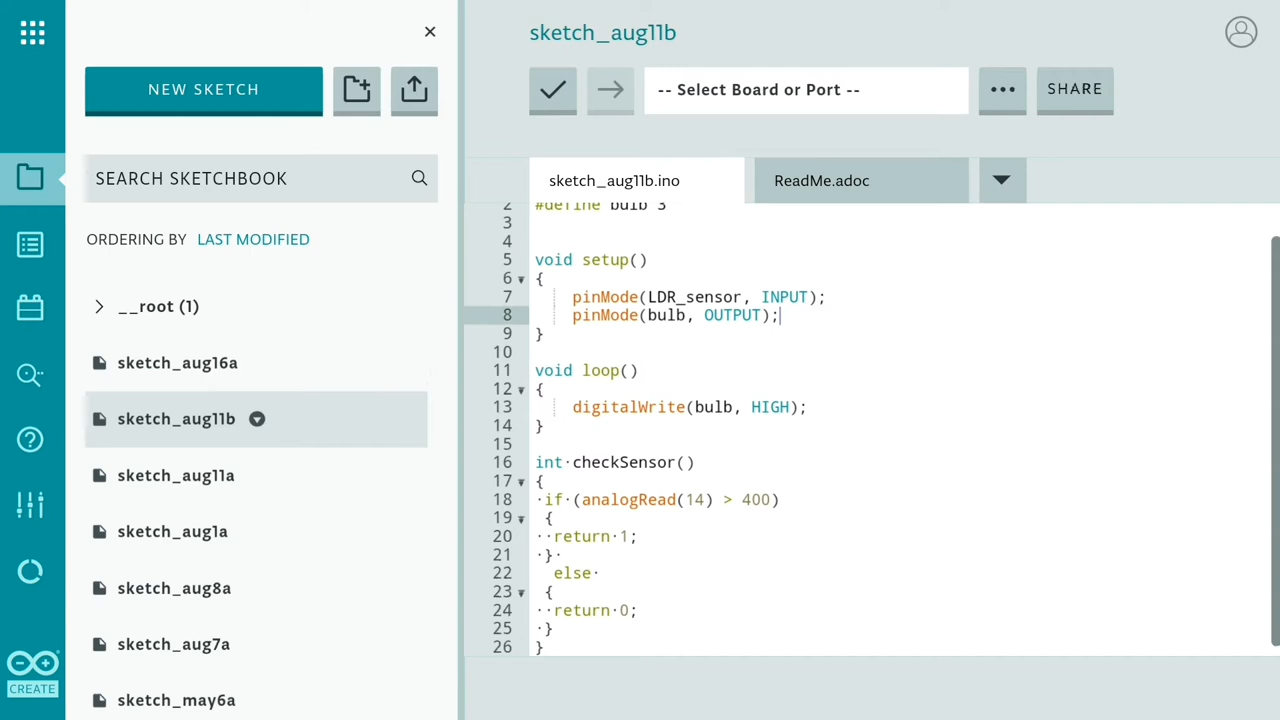 ×
NEW SKETCH
SEARCH SKETCHBOOK
ORDERING BY LAST MODIFIED
__root (1)
sketch_aug16a
sketch_aug11b
sketch_aug11a
sketch_aug1a
sketch_aug8a
sketch_aug7a
sketch_may6a
CREATE
sketch_aug11b
-- Select Board or Port --
SHARE
sketch_aug11b.ino
ReadMe.adoc
2 #define bulb 3
3
4
5 void setup()
6 {
7 pinMode(LDR_sensor, INPUT);
8 pinMode(bulb, OUTPUT);
9 }
10
11 void loop()
12 {
13 digitalWrite(bulb, HIGH);
14 }
15
16 int·checkSensor()
17 {
18 ·if·(analogRead(14) > 400)
19 {
20 ··return·1;
21 ·}·
22 else·
23 {
24 ··return·0;
25 ·}
26 }